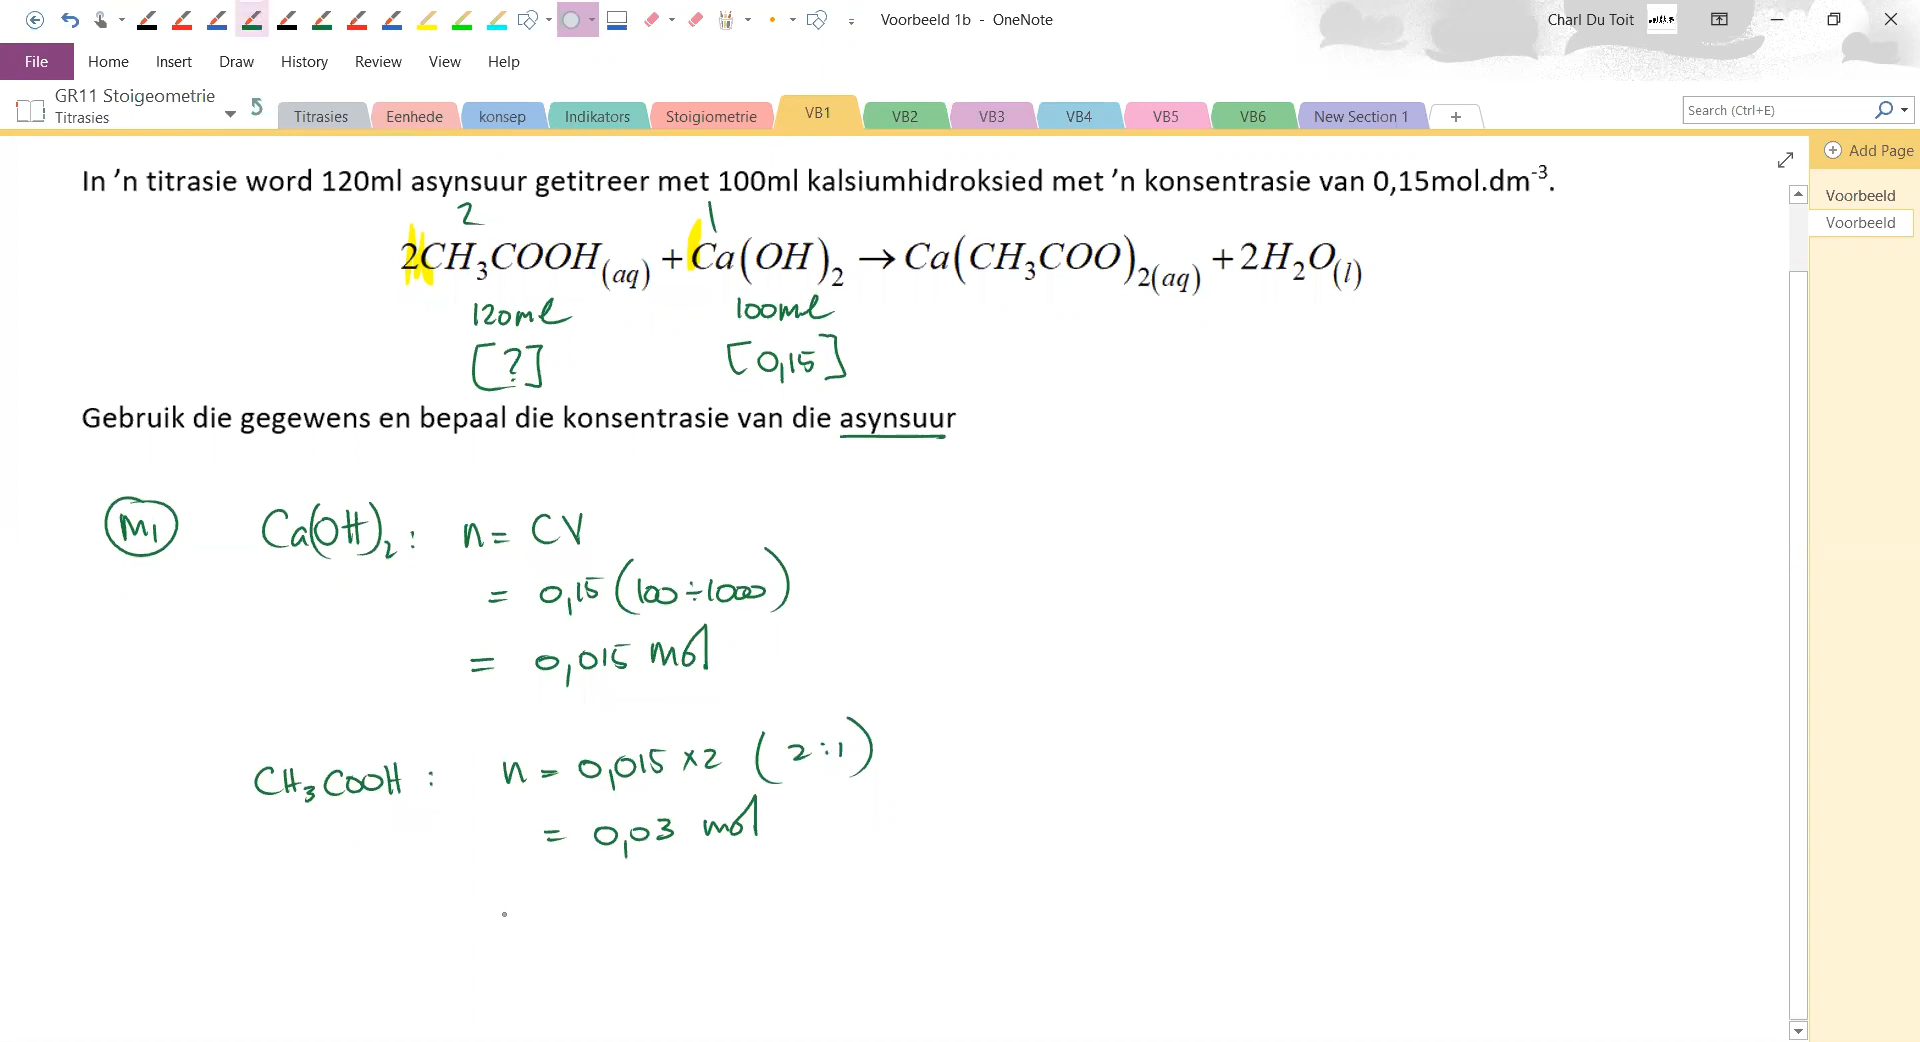 Voorbeeld 1b - OneNote
Charl Du Toit
File Home Insert Draw History Review View Help
GR11 Stoigeometrie
Titrasies
Titrasies Eenhede konsep Indikators Stoigiometrie VB1 VB2 VB3 VB4 VB5 VB6 New Section 1 +
Search (Ctrl+E)
Add Page
Voorbeeld
Voorbeeld
In 'n titrasie word 120ml asynsuur getitreer met 100ml kalsiumhidroksied met 'n konsentrasie van 0,15mol.dm⁻³.
2 1
2CH₃COOH(aq) + Ca(OH)₂ → Ca(CH₃COO)₂(aq) + 2H₂O(l)
120ml 100ml
[?] [0,15]
Gebruik die gegewens en bepaal die konsentrasie van die asynsuur
M1 Ca(OH)₂ : n = CV
= 0,15 (100÷1000)
= 0,015 mol
CH₃COOH : n = 0,015 ×2 (2:1)
= 0,03 mol